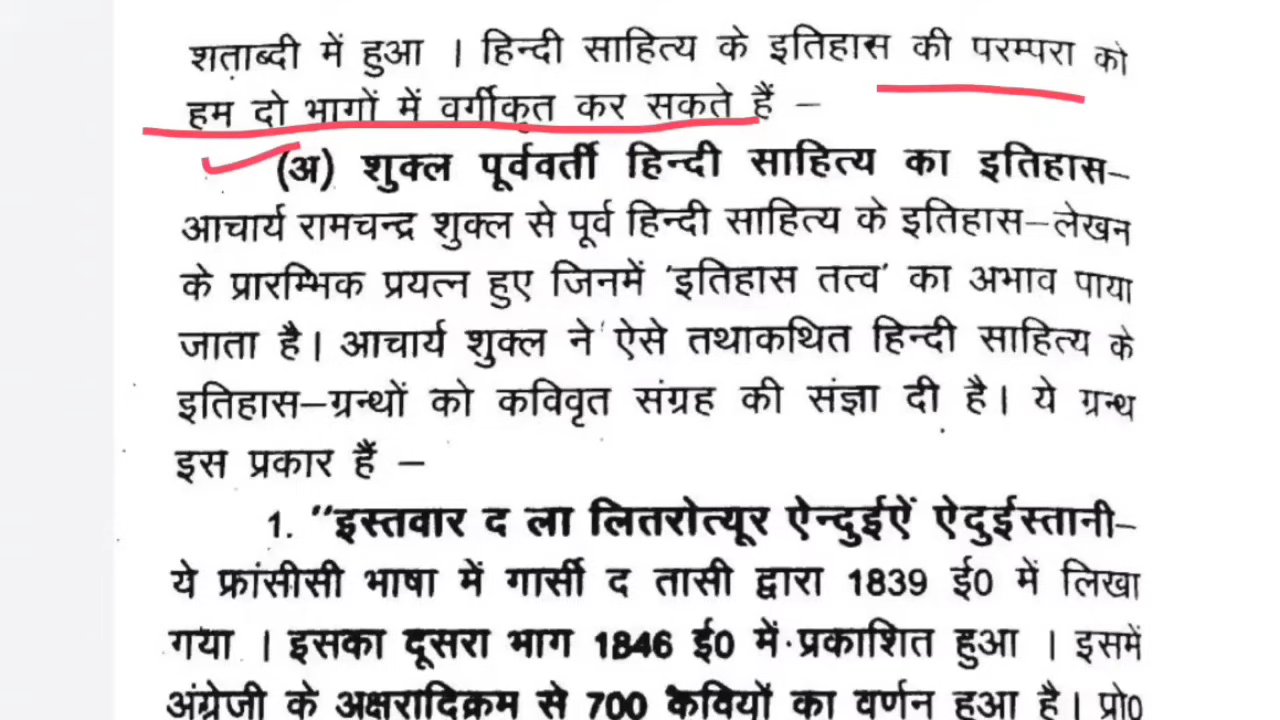 शताब्दी में हुआ । हिन्दी साहित्य के इतिहास की परम्परा को
हम दो भागों में वर्गीकृत कर सकते हैं –
(अ) शुक्ल पूर्ववर्ती हिन्दी साहित्य का इतिहास–
आचार्य रामचन्द्र शुक्ल से पूर्व हिन्दी साहित्य के इतिहास–लेखन
के प्रारम्भिक प्रयत्न हुए जिनमें 'इतिहास तत्व' का अभाव पाया
जाता है। आचार्य शुक्ल ने ऐसे तथाकथित हिन्दी साहित्य के
इतिहास–ग्रन्थों को कविवृत संग्रह की संज्ञा दी है। ये ग्रन्थ
इस प्रकार हैं –
1. "इस्तवार द ला लितरोत्यूर ऐन्दुईऐं ऐदुईस्तानी–
ये फ्रांसीसी भाषा में गार्सी द तासी द्वारा 1839 ई0 में लिखा
गया । इसका दूसरा भाग 1846 ई0 में प्रकाशित हुआ । इसमें
अंग्रेजी के अक्षरादिक्रम से 700 कवियों का वर्णन हुआ है। प्रो0